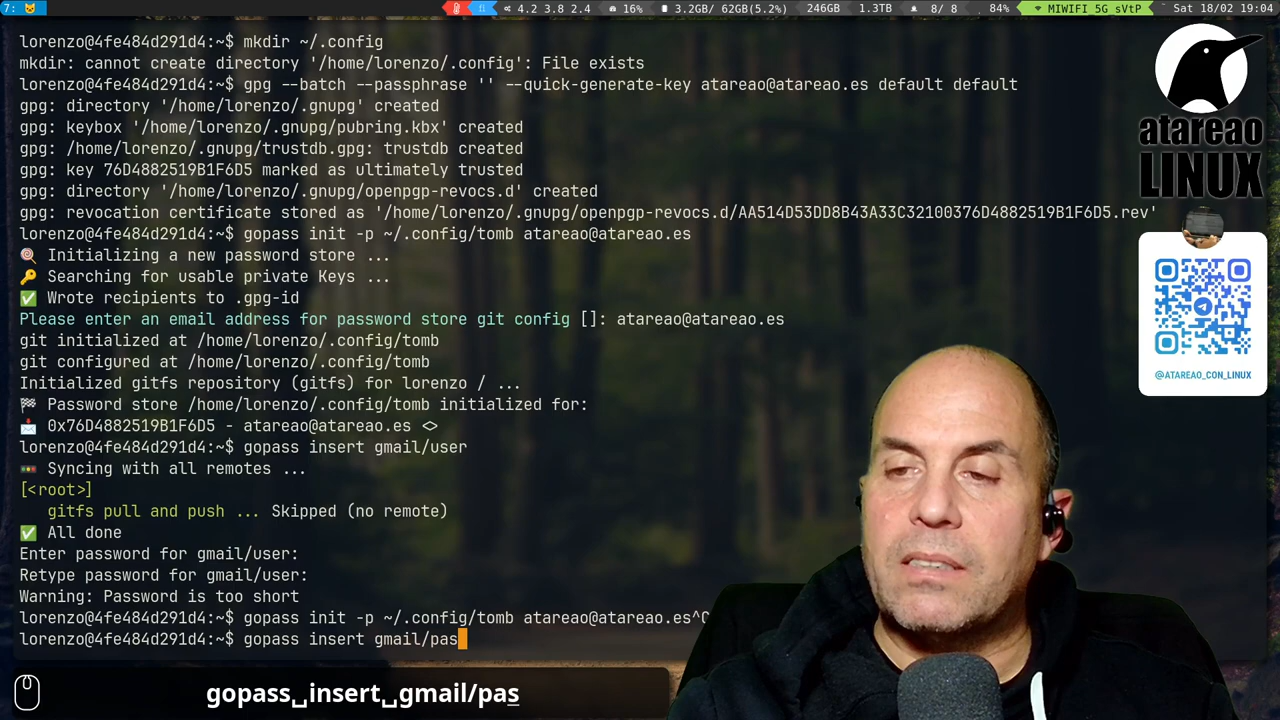 7:
4.2 3.8 2.4 16% 3.2GB/ 62GB(5.2%) 246GB 1.3TB 8/ 8 84% MIWIFI_5G_sVtP Sat 18/02 19:04
lorenzo@4fe484d291d4:~$ mkdir ~/.config
mkdir: cannot create directory '/home/lorenzo/.config': File exists
lorenzo@4fe484d291d4:~$ gpg --batch --passphrase '' --quick-generate-key atareao@atareao.es default default
gpg: directory '/home/lorenzo/.gnupg' created
gpg: keybox '/home/lorenzo/.gnupg/pubring.kbx' created
gpg: /home/lorenzo/.gnupg/trustdb.gpg: trustdb created
gpg: key 76D4882519B1F6D5 marked as ultimately trusted
gpg: directory '/home/lorenzo/.gnupg/openpgp-revocs.d' created
gpg: revocation certificate stored as '/home/lorenzo/.gnupg/openpgp-revocs.d/AA514D53DD8B43A33C32100376D4882519B1F6D5.rev'
lorenzo@4fe484d291d4:~$ gopass init -p ~/.config/tomb atareao@atareao.es
🍭 Initializing a new password store ...
🔑 Searching for usable private Keys ...
✅ Wrote recipients to .gpg-id
Please enter an email address for password store git config []: atareao@atareao.es
git initialized at /home/lorenzo/.config/tomb
git configured at /home/lorenzo/.config/tomb
Initialized gitfs repository (gitfs) for lorenzo / ...
🏁 Password store /home/lorenzo/.config/tomb initialized for:
📩 0x76D4882519B1F6D5 - atareao@atareao.es <>
lorenzo@4fe484d291d4:~$ gopass insert gmail/user
🚥 Syncing with all remotes ...
[<root>]
gitfs pull and push ... Skipped (no remote)
✅ All done
Enter password for gmail/user:
Retype password for gmail/user:
Warning: Password is too short
lorenzo@4fe484d291d4:~$ gopass init -p ~/.config/tomb atareao@atareao.es^C
lorenzo@4fe484d291d4:~$ gopass insert gmail/pas
gopass␣insert␣gmail/pas
atareao
LINUX
@ATAREAO_CON_LINUX